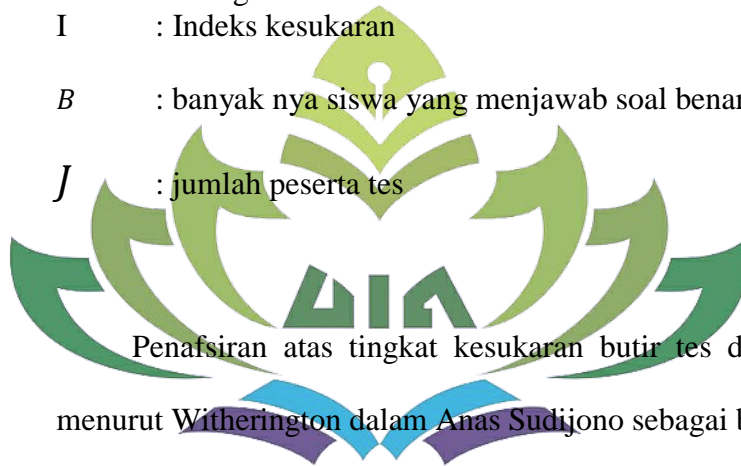 I : Indeks kesukaran
B : banyak nya siswa yang menjawab soal benar
J : jumlah peserta tes
UIN
Penafsiran atas tingkat kesukaran butir tes d
menurut Witherington dalam Anas Sudijono sebagai b